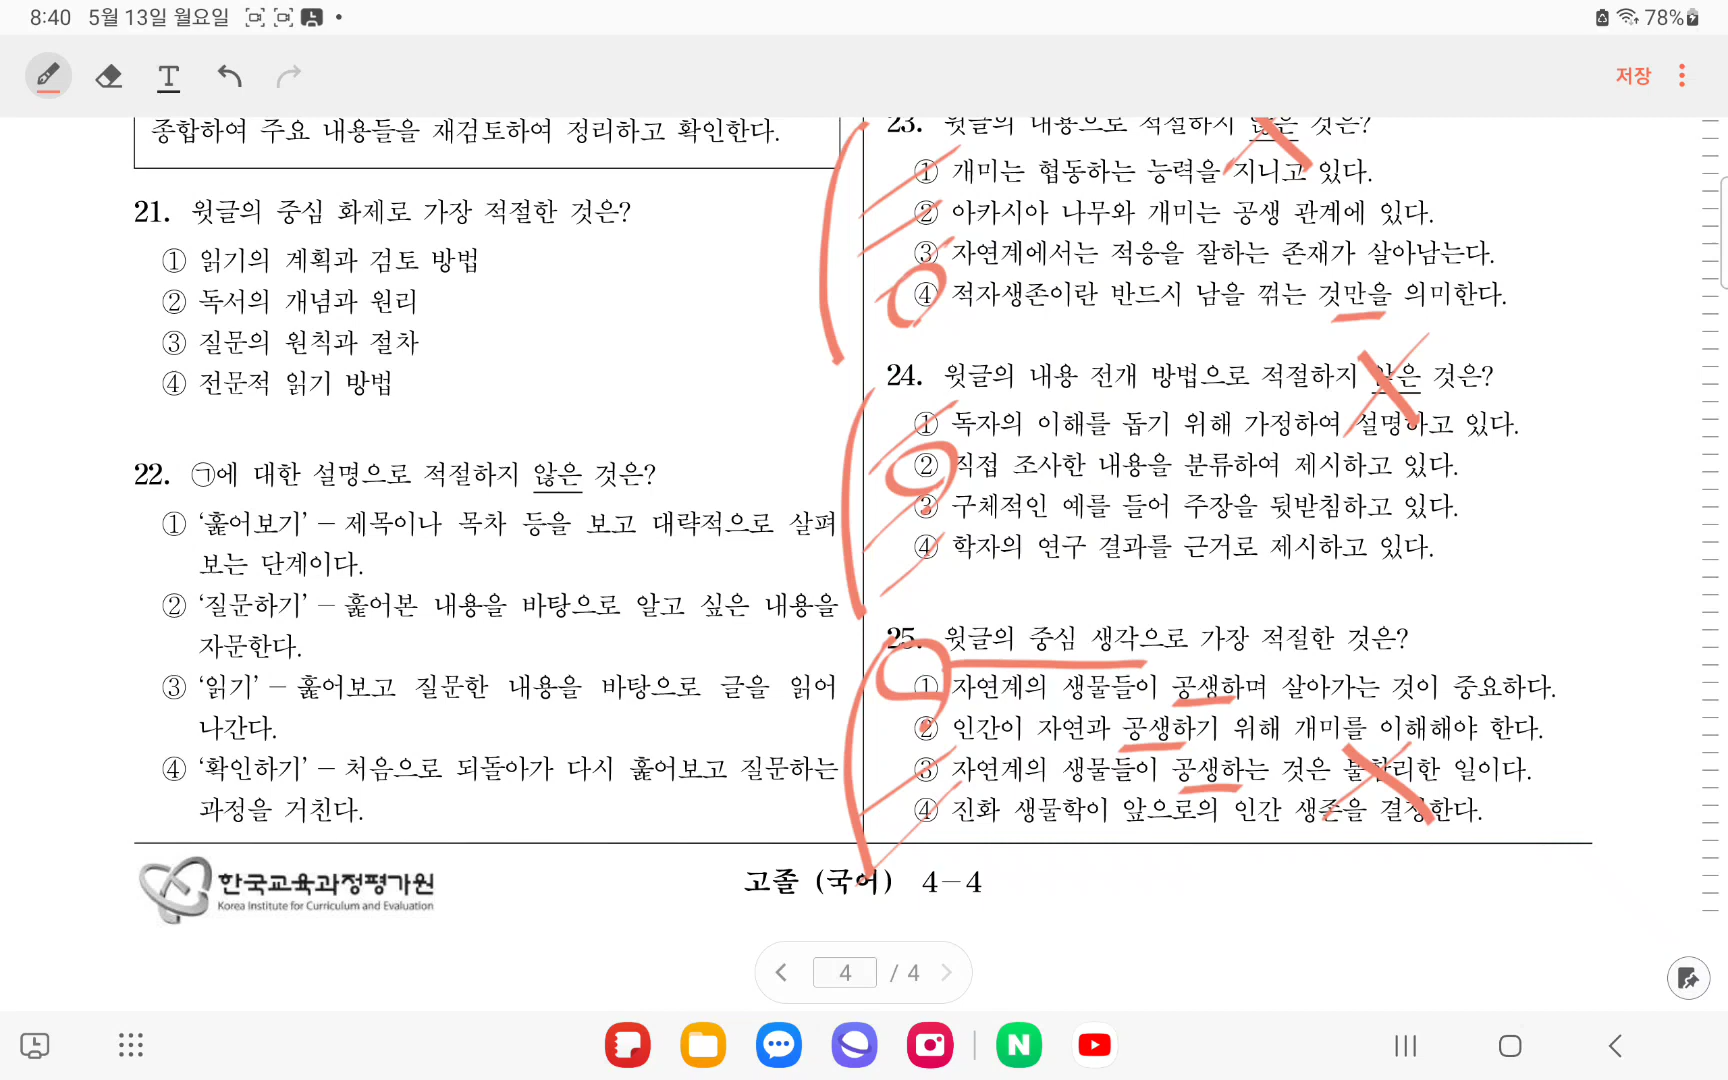 8:40 5월 13일 월요일
78%
저장
종합하여 주요 내용들을 재검토하여 정리하고 확인한다.
21. 윗글의 중심 화제로 가장 적절한 것은?
① 읽기의 계획과 검토 방법
② 독서의 개념과 원리
③ 질문의 원칙과 절차
④ 전문적 읽기 방법
22. ㉠에 대한 설명으로 적절하지 않은 것은?
① ‘훑어보기’ – 제목이나 목차 등을 보고 대략적으로 살펴
보는 단계이다.
② ‘질문하기’ – 훑어본 내용을 바탕으로 알고 싶은 내용을
자문한다.
③ ‘읽기’ – 훑어보고 질문한 내용을 바탕으로 글을 읽어
나간다.
④ ‘확인하기’ – 처음으로 되돌아가 다시 훑어보고 질문하는
과정을 거친다.
23. 윗글의 내용으로 적절하지 않은 것은?
① 개미는 협동하는 능력을 지니고 있다.
② 아카시아 나무와 개미는 공생 관계에 있다.
③ 자연계에서는 적응을 잘하는 존재가 살아남는다.
④ 적자생존이란 반드시 남을 꺾는 것만을 의미한다.
24. 윗글의 내용 전개 방법으로 적절하지 않은 것은?
① 독자의 이해를 돕기 위해 가정하여 설명하고 있다.
② 직접 조사한 내용을 분류하여 제시하고 있다.
③ 구체적인 예를 들어 주장을 뒷받침하고 있다.
④ 학자의 연구 결과를 근거로 제시하고 있다.
25. 윗글의 중심 생각으로 가장 적절한 것은?
① 자연계의 생물들이 공생하며 살아가는 것이 중요하다.
② 인간이 자연과 공생하기 위해 개미를 이해해야 한다.
③ 자연계의 생물들이 공생하는 것은 불합리한 일이다.
④ 진화 생물학이 앞으로의 인간 생존을 결정한다.
한국교육과정평가원
Korea Institute for Curriculum and Evaluation
고졸 (국어) 4-4
4 / 4